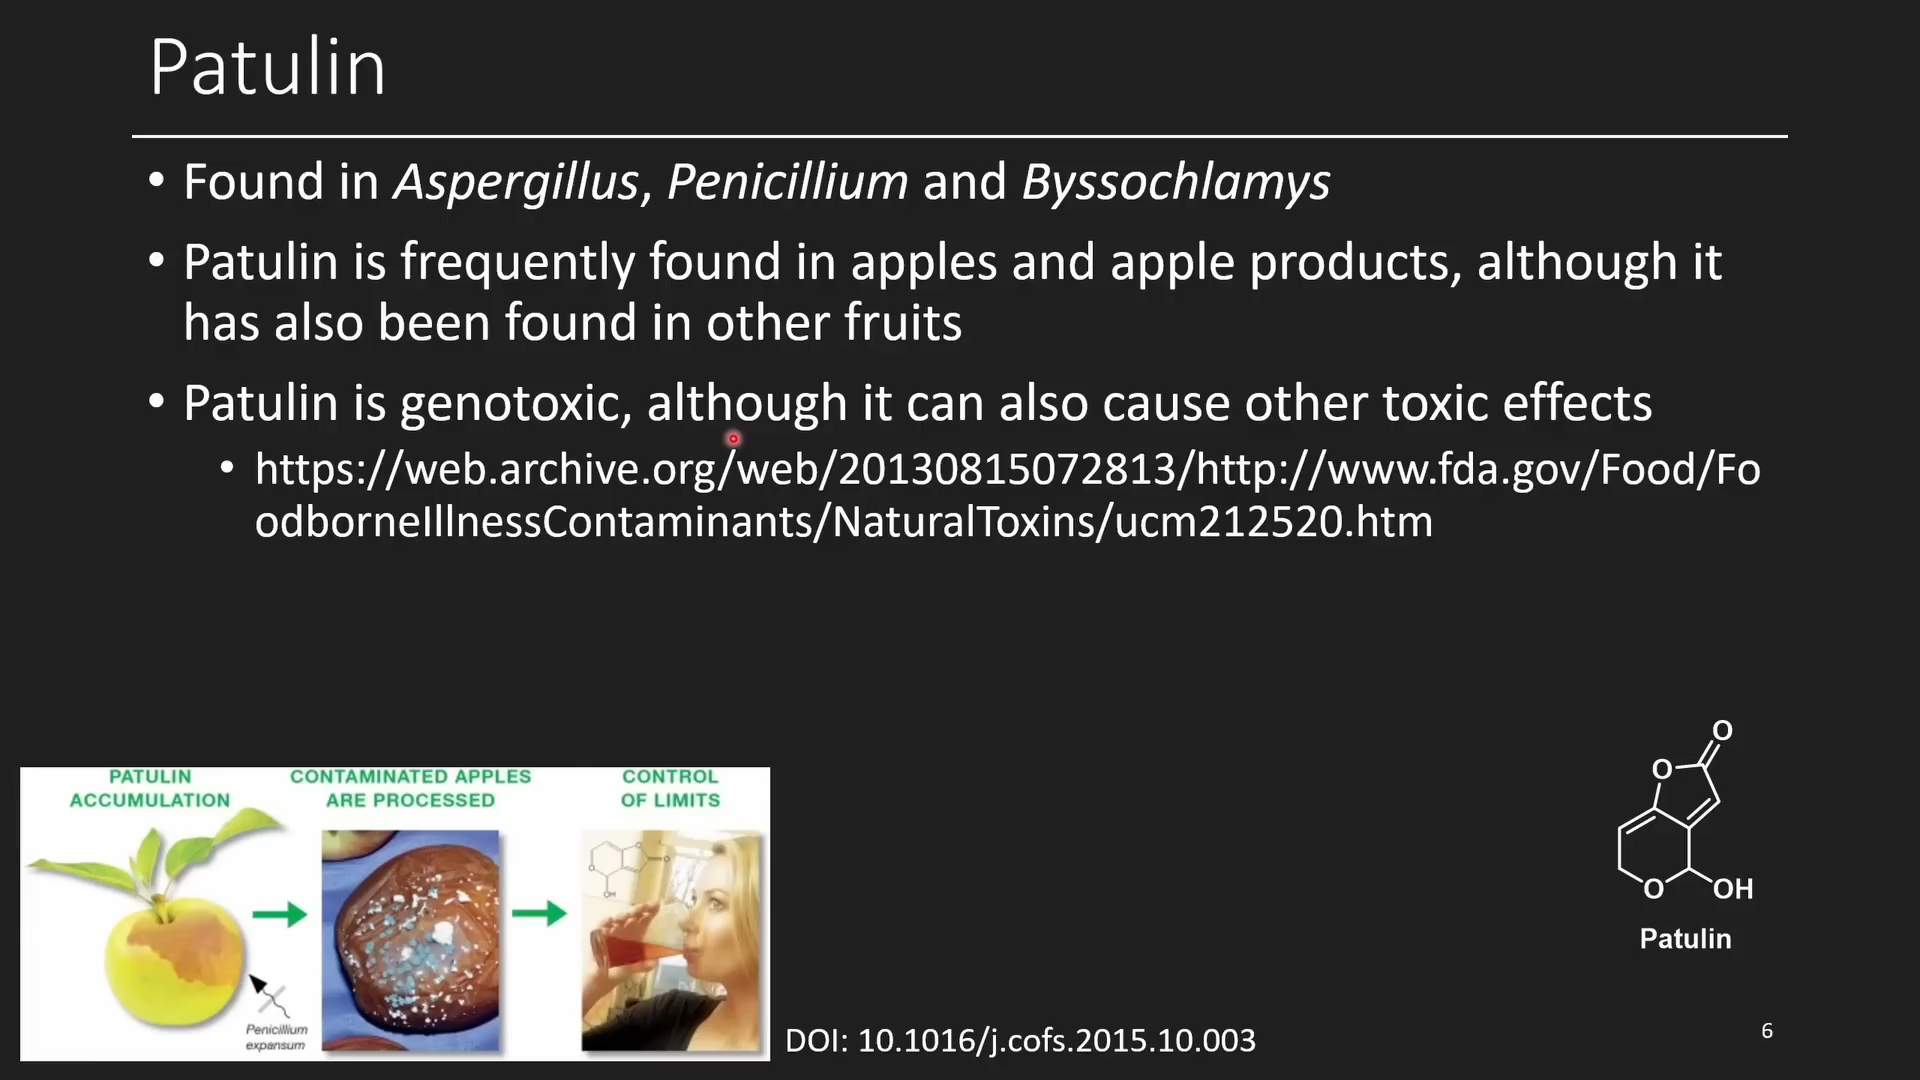 Patulin
• Found in Aspergillus, Penicillium and Byssochlamys
• Patulin is frequently found in apples and apple products, although it
has also been found in other fruits
• Patulin is genotoxic, although it can also cause other toxic effects
• https://web.archive.org/web/20130815072813/http://www.fda.gov/Food/Fo
odborneIllnessContaminants/NaturalToxins/ucm212520.htm
PATULIN
ACCUMULATION
CONTAMINATED APPLES
ARE PROCESSED
CONTROL
OF LIMITS
Penicillium
expansum
O
O
OH
DOI: 10.1016/j.cofs.2015.10.003
O
O
O
OH
Patulin
6